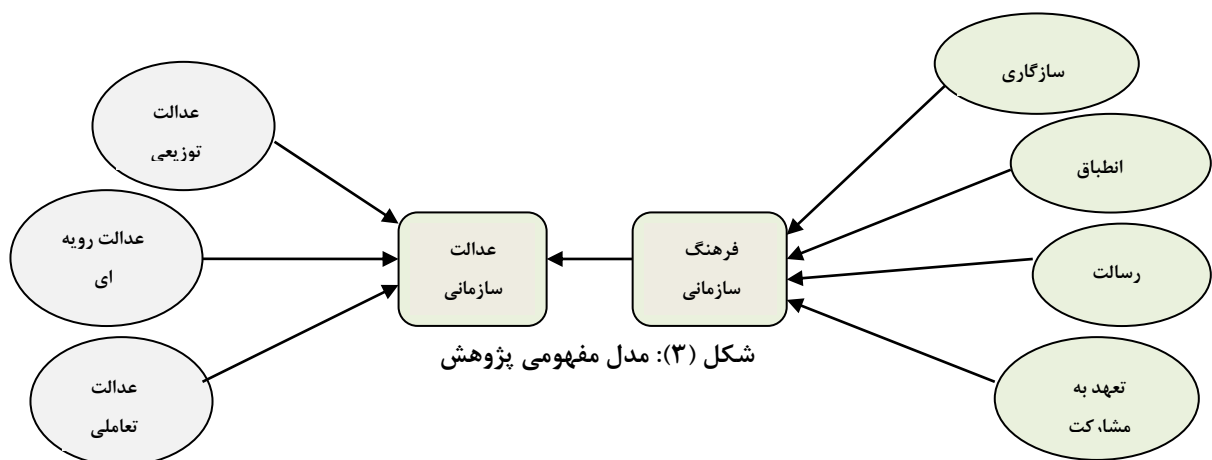 سازگاری
انطباق
رسالت
تعهد به
مشارکت
فرهنگ
سازمانی
عدالت
سازمانی
عدالت
توزیعی
عدالت رویه
ای
عدالت
تعاملی
شکل (۳): مدل مفهومی پژوهش